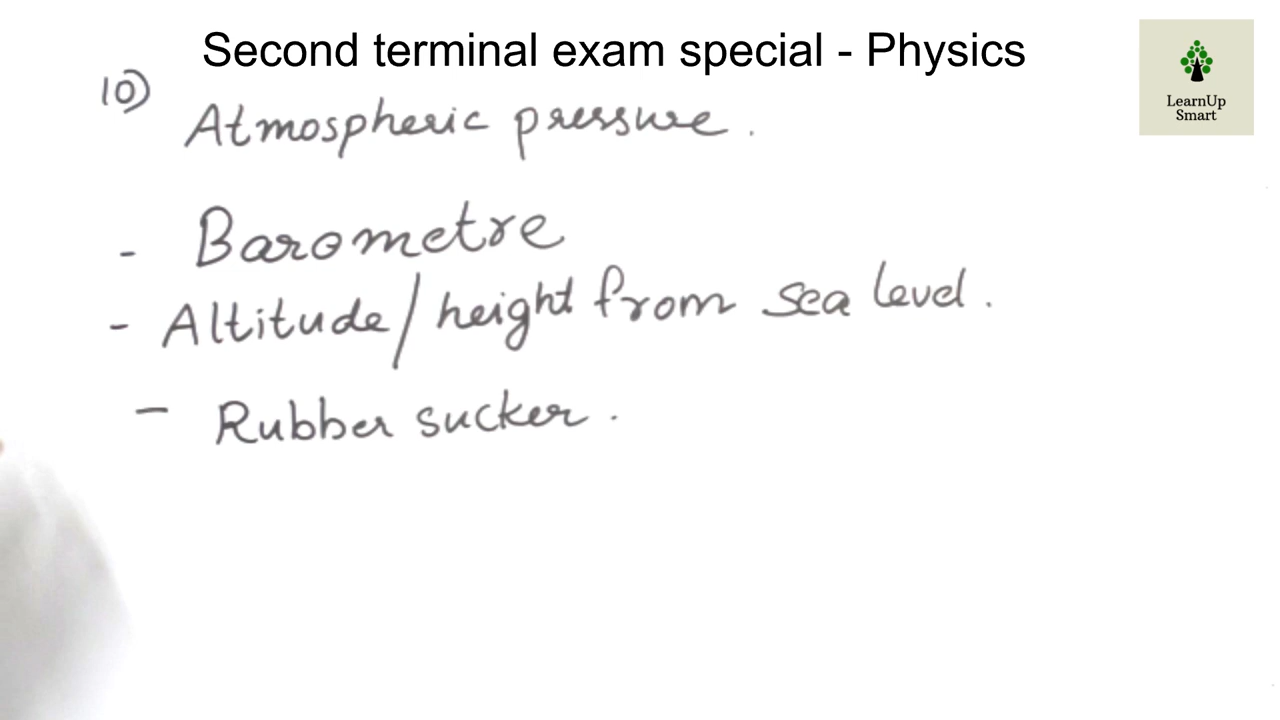 Second terminal exam special - Physics
10)
Atmospheric pressure.
- Barometre
- Altitude/height from sea level.
- Rubber sucker.
LearnUp
Smart